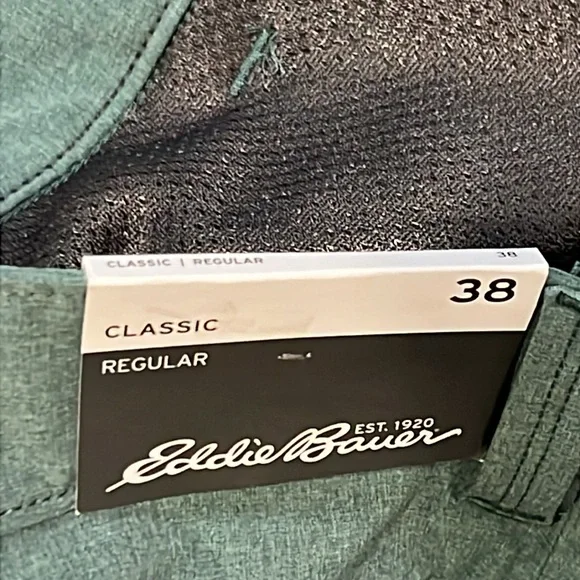 CLASSIC | REGULAR 38
38
CLASSIC
REGULAR
EST. 1920
Eddie Bauer